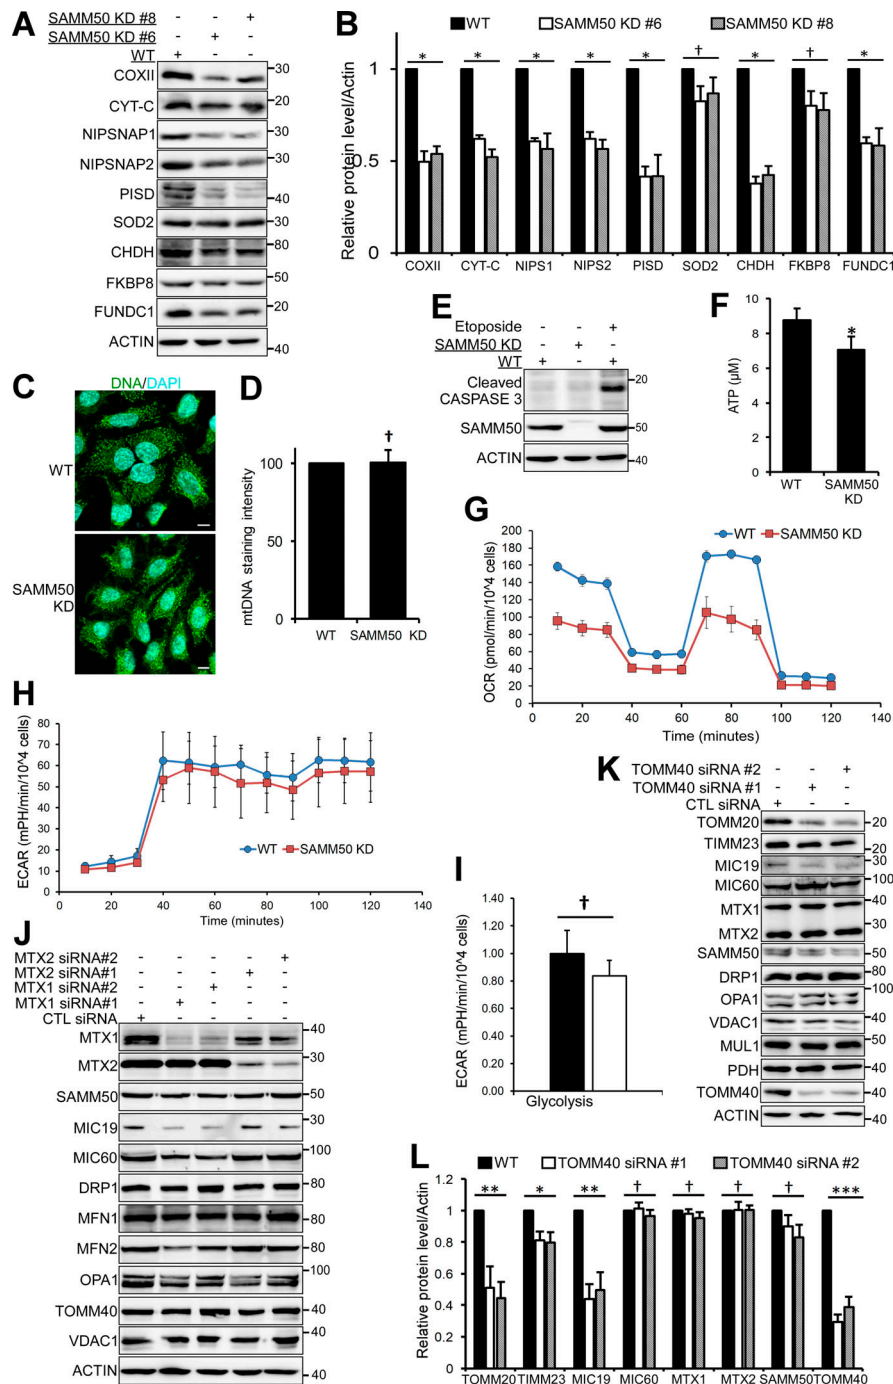 A
SAMM50 KD #8 - - +
SAMM50 KD #6 - + -
WT + - -
COXII 30
CYT-C 20
NIPSNAP1 30
NIPSNAP2 30
PISD 40
SOD2 30
CHDH 80
FKBP8 50
FUNDC1 20
ACTIN 40
B
WT SAMM50 KD #6 SAMM50 KD #8
* * * * * † * † *
Relative protein level/Actin
1
0.5
0
COXII CYT-C NIPS1 NIPS2 PISD SOD2 CHDH FKBP8 FUNDC1
C
DNA/DAPI
WT
SAMM50 KD
D
mtDNA staining intensity
100
50
0
†
WT SAMM50 KD
E
Etoposide - - +
SAMM50 KD - + -
WT + - +
Cleaved CASPASE 3 20
SAMM50 50
ACTIN 40
F
ATP (µM)
10
8
6
4
2
0
*
WT SAMM50 KD
G
WT SAMM50 KD
OCR (pmol/min/10^4 cells)
200
180
160
140
120
100
80
60
40
20
0
0 20 40 60 80 100 120 140
Time (minutes)
H
ECAR (mPH/min/10^4 cells)
80
70
60
50
40
30
20
10
0
WT SAMM50 KD
0 20 40 60 80 100 120 140
Time (minutes)
I
ECAR (mPH/min/10^4 cells)
1.40
1.20
1.00
0.80
0.60
0.40
0.20
0.00
†
Glycolysis
J
MTX2 siRNA#2 - - - - +
MTX2 siRNA#1 - - - + -
MTX1 siRNA#2 - - + - -
MTX1 siRNA#1 - + - - -
CTL siRNA + - - - -
MTX1 40
MTX2 30
SAMM50 50
MIC19 30
MIC60 100
DRP1 80
MFN1 80
MFN2 80
OPA1 100
TOMM40 40
VDAC1 40
ACTIN 40
K
TOMM40 siRNA #2 - - +
TOMM40 siRNA #1 - + -
CTL siRNA + - -
TOMM20 20
TIMM23 20
MIC19 30
MIC60 100
MTX1 40
MTX2 30
SAMM50 50
DRP1 80
OPA1 100
VDAC1 40
MUL1 50
PDH 40
TOMM40 40
ACTIN 40
L
WT TOMM40 siRNA #1 TOMM40 siRNA #2
** * ** † † † † ***
Relative protein level/Actin
1.2
1
0.8
0.6
0.4
0.2
0
TOMM20 TIMM23 MIC19 MIC60 MTX1 MTX2 SAMM50 TOMM40